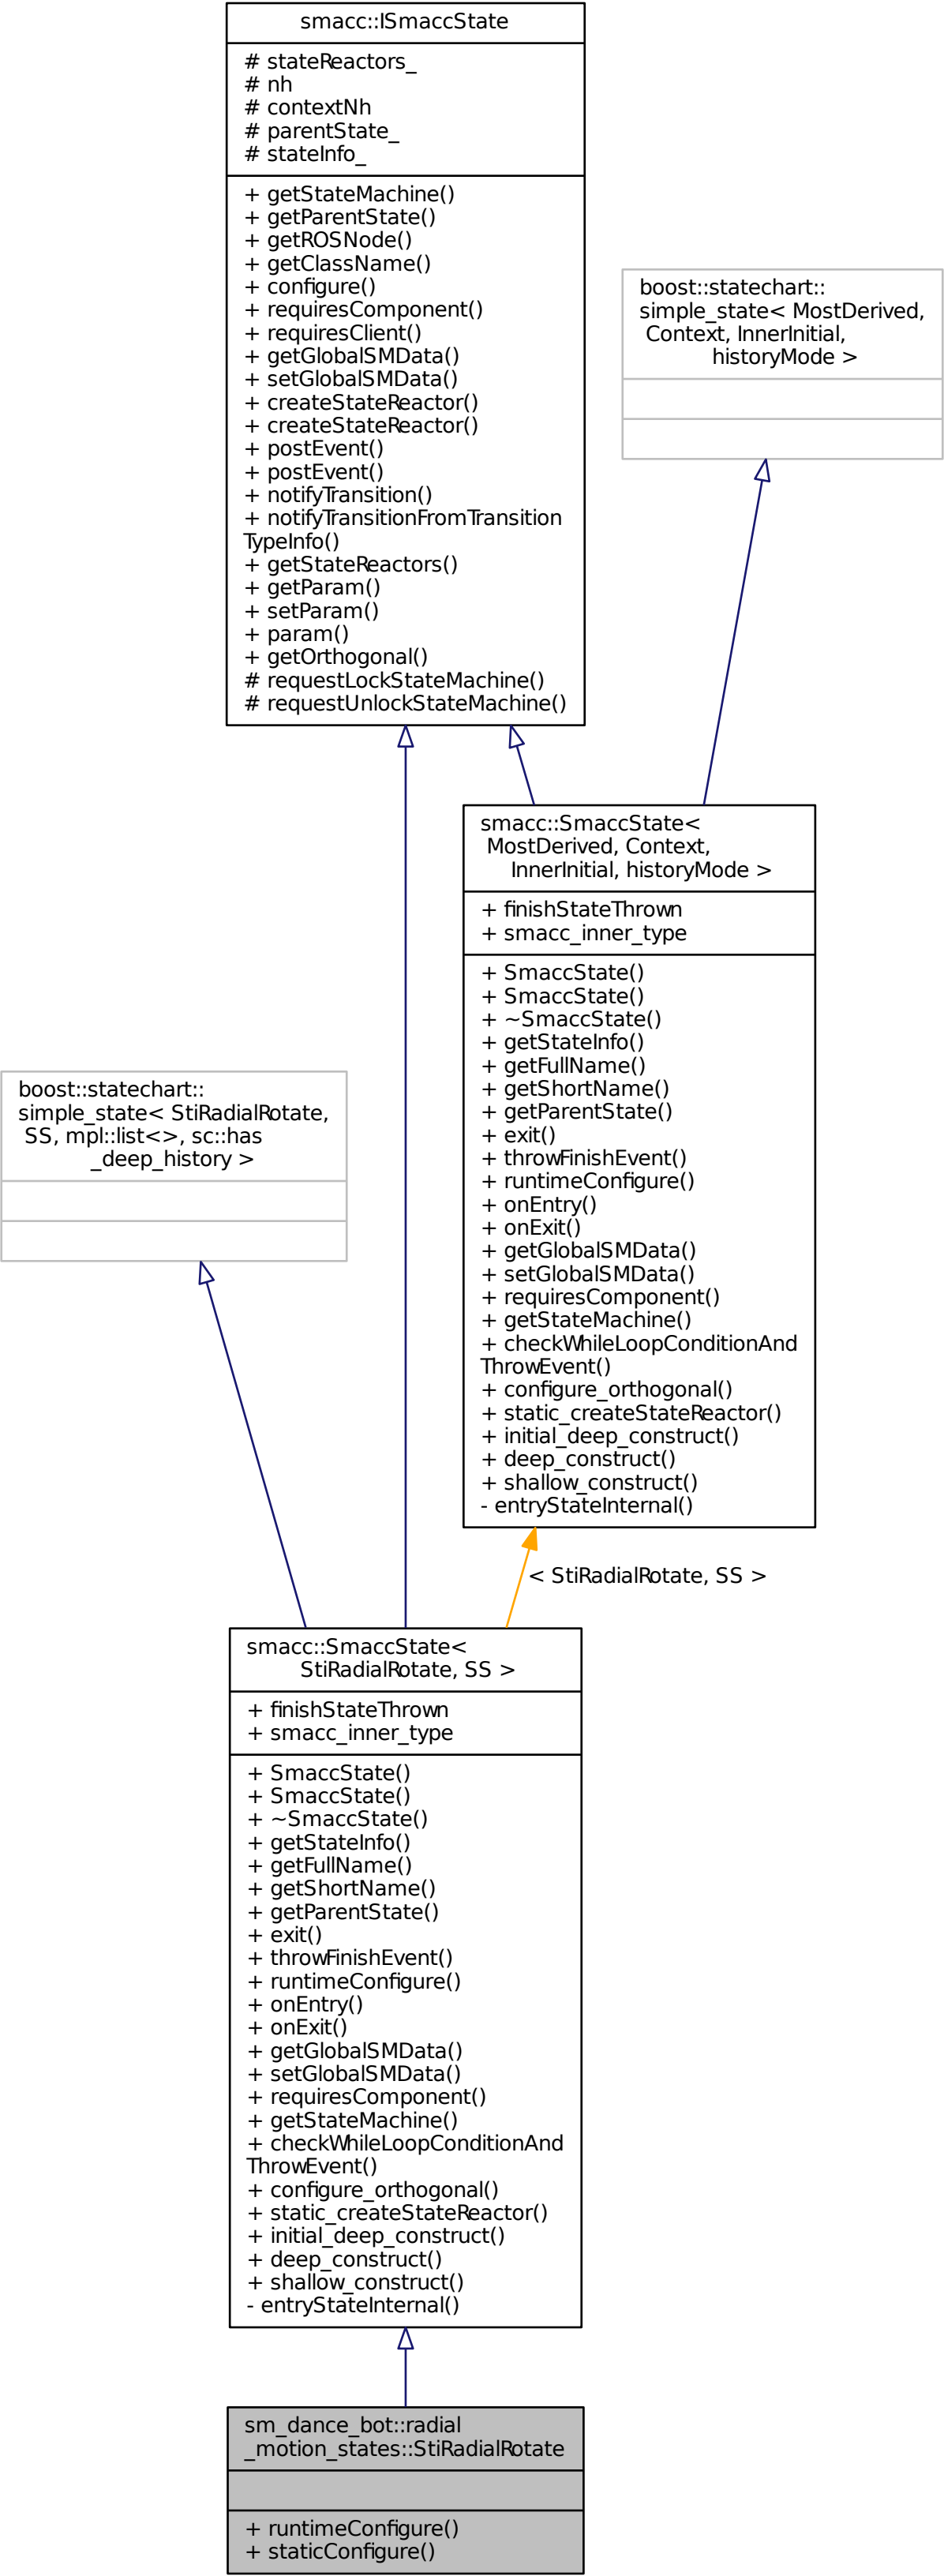 smacc::ISmaccState
# stateReactors_
# nh
# contextNh
# parentState_
# stateInfo_
+ getStateMachine()
+ getParentState()
+ getROSNode()
+ getClassName()
+ configure()
+ requiresComponent()
+ requiresClient()
+ getGlobalSMData()
+ setGlobalSMData()
+ createStateReactor()
+ createStateReactor()
+ postEvent()
+ postEvent()
+ notifyTransition()
+ notifyTransitionFromTransition
TypeInfo()
+ getStateReactors()
+ getParam()
+ setParam()
+ param()
+ getOrthogonal()
# requestLockStateMachine()
# requestUnlockStateMachine()
boost::statechart::
simple_state< MostDerived,
Context, InnerInitial,
historyMode >
smacc::SmaccState<
MostDerived, Context,
InnerInitial, historyMode >
+ finishStateThrown
+ smacc_inner_type
+ SmaccState()
+ SmaccState()
+ ~SmaccState()
+ getStateInfo()
+ getFullName()
+ getShortName()
+ getParentState()
+ exit()
+ throwFinishEvent()
+ runtimeConfigure()
+ onEntry()
+ onExit()
+ getGlobalSMData()
+ setGlobalSMData()
+ requiresComponent()
+ getStateMachine()
+ checkWhileLoopConditionAnd
ThrowEvent()
+ configure_orthogonal()
+ static_createStateReactor()
+ initial_deep_construct()
+ deep_construct()
+ shallow_construct()
- entryStateInternal()
boost::statechart::
simple_state< StiRadialRotate,
SS, mpl::list<>, sc::has
_deep_history >
< StiRadialRotate, SS >
smacc::SmaccState<
StiRadialRotate, SS >
+ finishStateThrown
+ smacc_inner_type
+ SmaccState()
+ SmaccState()
+ ~SmaccState()
+ getStateInfo()
+ getFullName()
+ getShortName()
+ getParentState()
+ exit()
+ throwFinishEvent()
+ runtimeConfigure()
+ onEntry()
+ onExit()
+ getGlobalSMData()
+ setGlobalSMData()
+ requiresComponent()
+ getStateMachine()
+ checkWhileLoopConditionAnd
ThrowEvent()
+ configure_orthogonal()
+ static_createStateReactor()
+ initial_deep_construct()
+ deep_construct()
+ shallow_construct()
- entryStateInternal()
sm_dance_bot::radial
_motion_states::StiRadialRotate
+ runtimeConfigure()
+ staticConfigure()